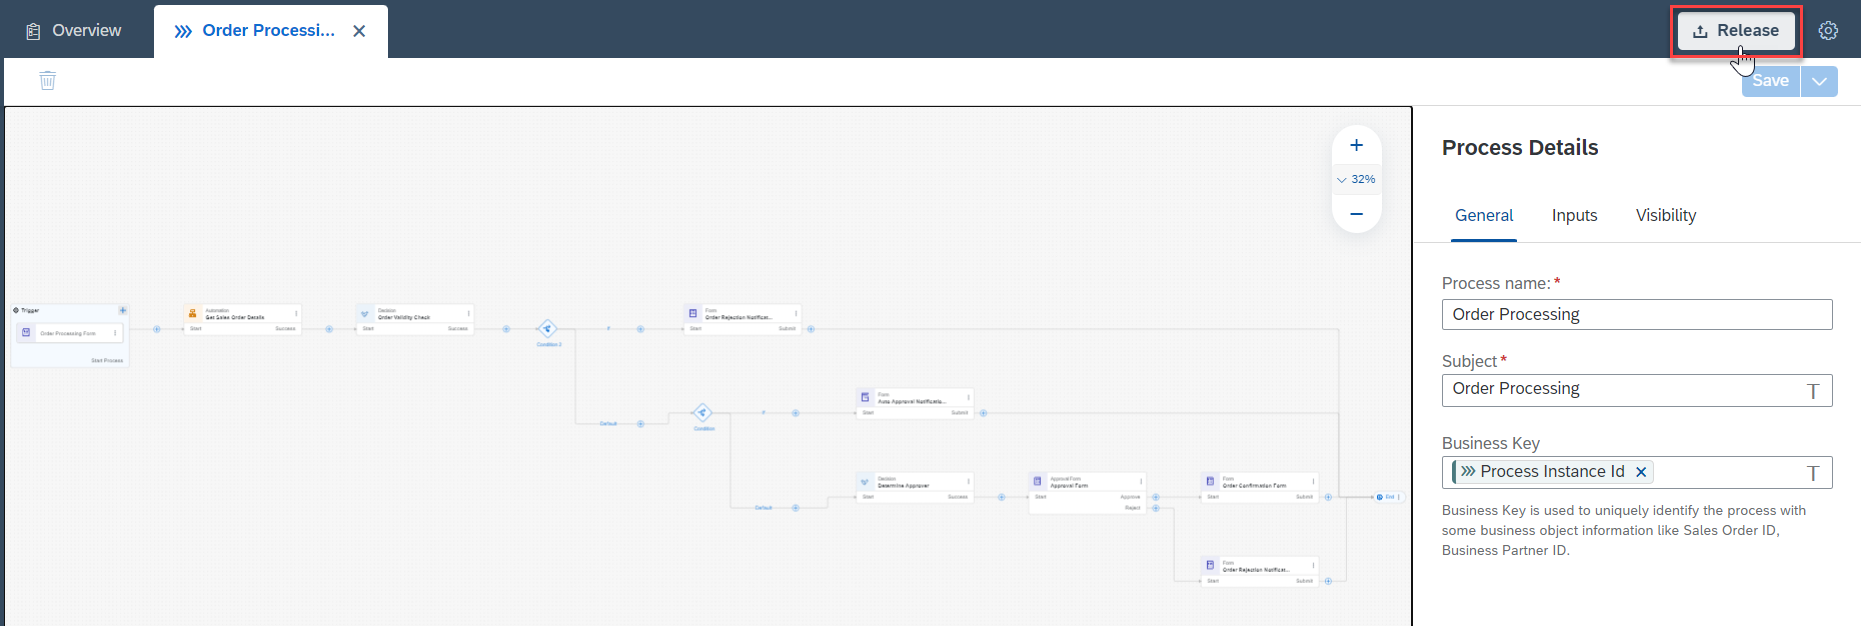 Overview
Order Processi...
Release
Save
32%
Trigger
Order Processing Form
Start Process
Automation
Get Sales Order Details
Start Success
Decision
Order Validity Check
Start Success
Condition 2
If
Form
Order Rejection Notificat...
Start Submit
Default
Condition
If
Form
Auto Approval Notificatio...
Start Submit
Default
Decision
Determine Approver
Start Success
Approval Form
Approval Form
Start Approve
Reject
Form
Order Confirmation Form
Start Submit
End
Form
Order Rejection Notificat...
Start Submit
Process Details
General Inputs Visibility
Process name:*
Order Processing
Subject*
Order Processing
Business Key
Process Instance Id
Business Key is used to uniquely identify the process with
some business object information like Sales Order ID,
Business Partner ID.